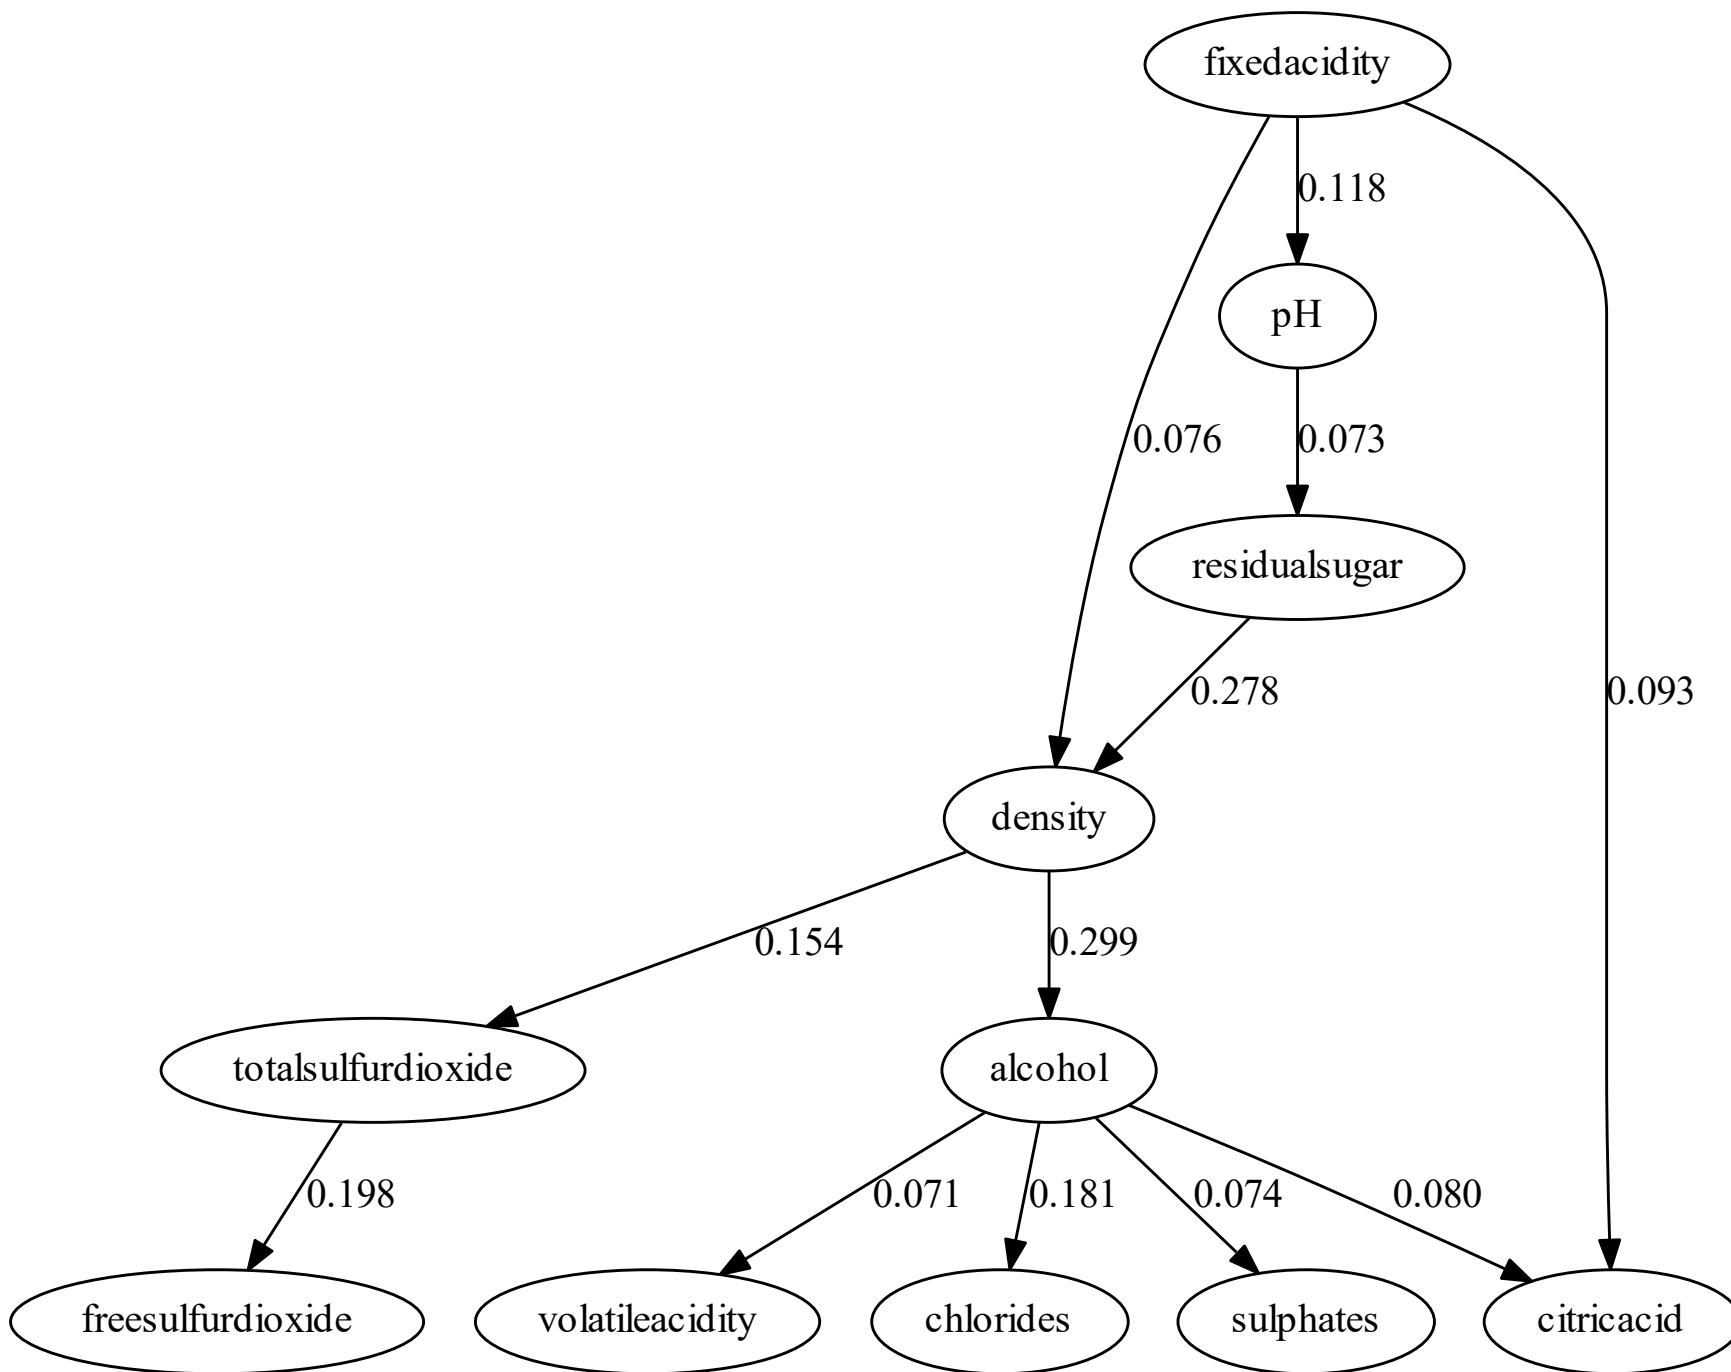 fixedacidity
0.118
pH
0.076
0.073
residualsugar
0.278
0.093
density
0.154
0.299
totalsulfurdioxide
alcohol
0.198
0.071
0.181
0.074
0.080
freesulfurdioxide
volatileacidity
chlorides
sulphates
citricacid